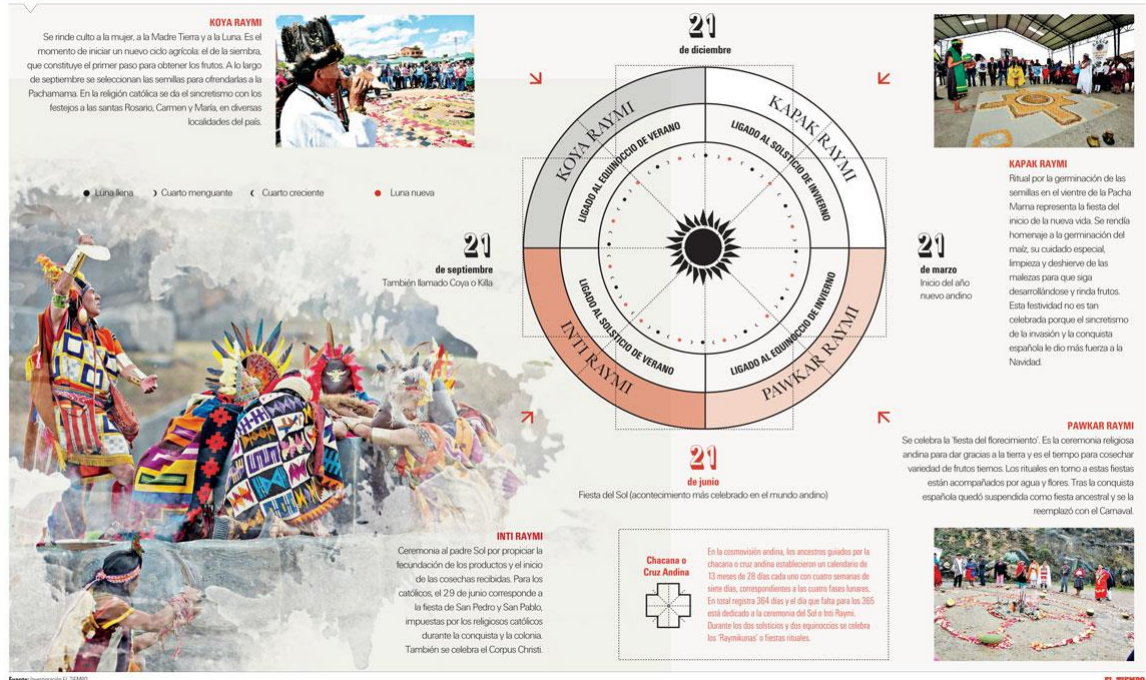 KOYA RAYMI
Se rinde culto a la mujer, a la Madre Tierra y a la Luna. Es el
momento de iniciar un nuevo ciclo agrícola: el de la siembra,
que constituye el primer paso para obtener los frutos. A lo largo
de septiembre se seleccionan las semillas para ofrendarlas a la
Pachamama. En la religión católica se da el sincretismo con los
festejos a las santas Rosario, Carmen y María, en diversas
localidades del país.
Luna llena
Cuarto menguante
Cuarto creciente
Luna nueva
21
de diciembre
KOYA RAYMI
LIGADO AL EQUINOCCIO DE VERANO
KAPAK RAYMI
LIGADO AL SOLSTICIO DE INVIERNO
INTI RAYMI
LIGADO AL SOLSTICIO DE VERANO
PAWKAR RAYMI
LIGADO AL EQUINOCCIO DE INVIERNO
21
de septiembre
También llamado Coya o Killa
21
de marzo
Inicio del año
nuevo andino
21
de junio
Fiesta del Sol (acontecimiento más celebrado en el mundo andino)
KAPAK RAYMI
Ritual por la germinación de las
semillas en el vientre de la Pacha
Mama representa la fiesta del
inicio de la nueva vida. Se rendía
homenaje a la germinación del
maíz, su cuidado especial,
limpieza y deshierve de las
malezas para que siga
desarrollándose y rinda frutos.
Esta festividad no es tan
celebrada porque el sincretismo
de la invasión y la conquista
española le dio más fuerza a la
Navidad.
PAWKAR RAYMI
Se celebra la 'fiesta del florecimiento'. Es la ceremonia religiosa
andina para dar gracias a la tierra y es el tiempo para cosechar
variedad de frutos tiernos. Los rituales en torno a estas fiestas
están acompañados por agua y flores. Tras la conquista
española quedó suspendida como fiesta ancestral y se la
reemplazó con el Carnaval.
INTI RAYMI
Ceremonia al padre Sol por propiciar la
fecundación de los productos y el inicio
de las cosechas recibidas. Para los
católicos, el 29 de junio corresponde a
la fiesta de San Pedro y San Pablo,
impuestas por los religiosos católicos
durante la conquista y la colonia.
También se celebra el Corpus Christi.
Chacana o
Cruz Andina
En la cosmovisión andina, los ancestros guiados por la
chacana o cruz andina establecieron un calendario de
13 meses de 28 días cada uno con cuatro semanas de
siete días, correspondientes a las cuatro fases lunares.
En total registra 364 días y el día que falta para los 365
está dedicado a la ceremonia del Sol o Inti Raymi.
Durante los dos solsticios y dos equinoccios se celebra
los 'Raymikunas' o fiestas rituales.
Fuente: Investigación EL TIEMPO
EL TIEMPO